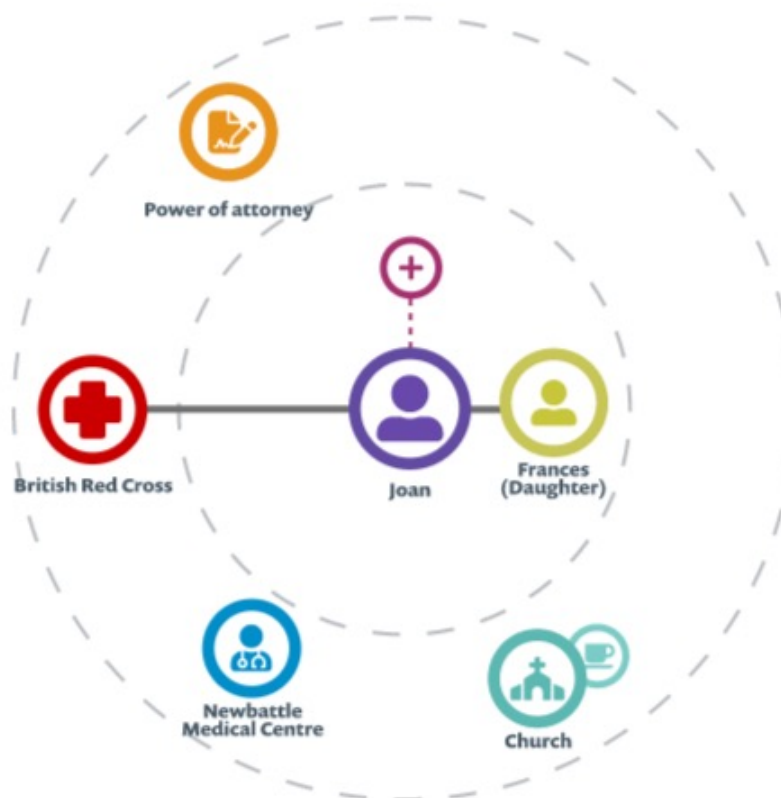 Power of attorney
British Red Cross
Joan
Frances
(Daughter)
Newbattle
Medical Centre
Church